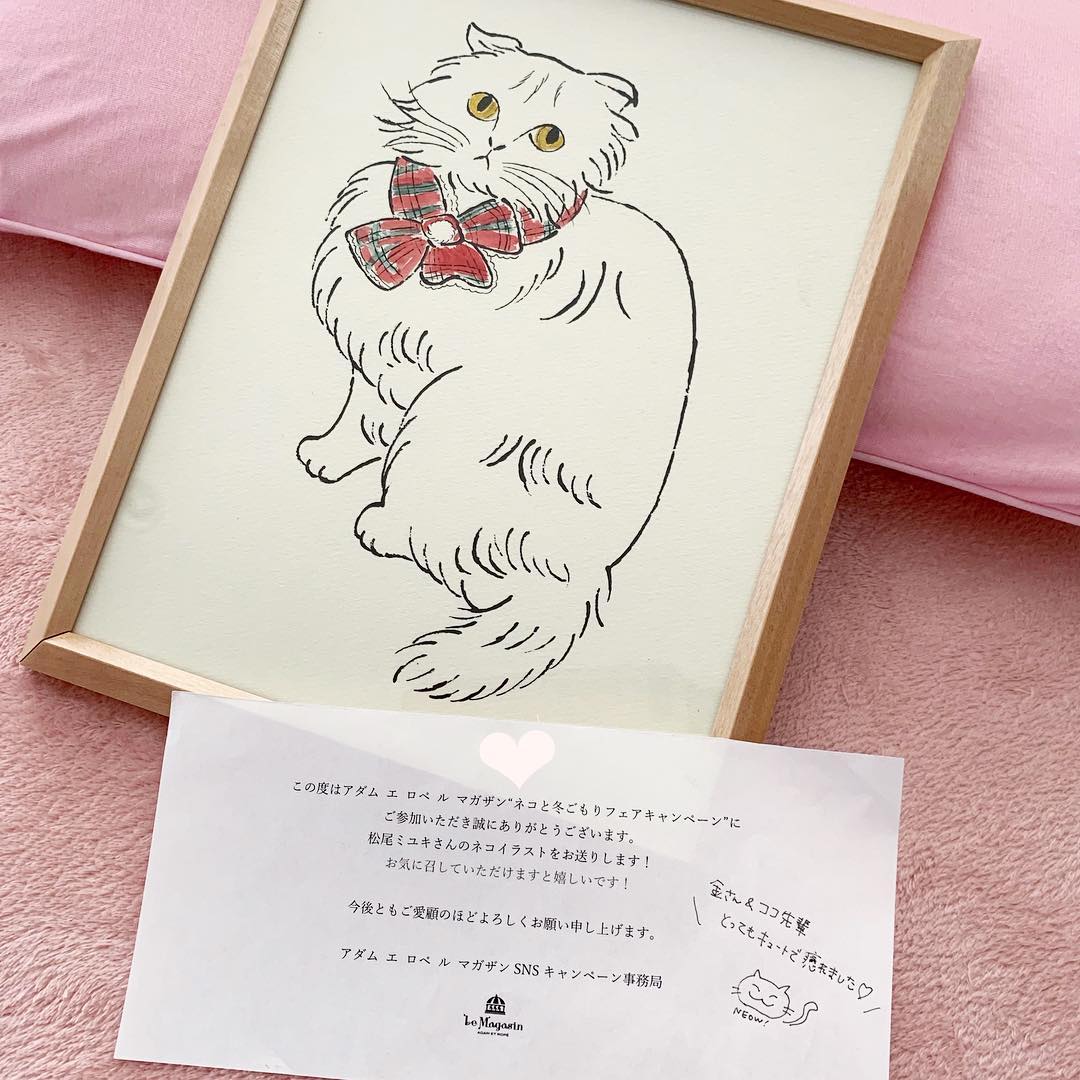 この度はアダム エ ロペ ル マガザン“ネコと冬ごもりフェアキャンペーン”に
ご参加いただき誠にありがとうございます。
松尾ミユキさんのネコイラストをお送りします！
お気に召していただけますと嬉しいです！
今後ともご愛顧のほどよろしくお願い申し上げます。
アダム エ ロペ ル マガザン SNS キャンペーン事務局
Le Magasin
ADAM ET ROPÉ
金さん&ココ先輩
とってもキュートで癒されました♡
NEOW!